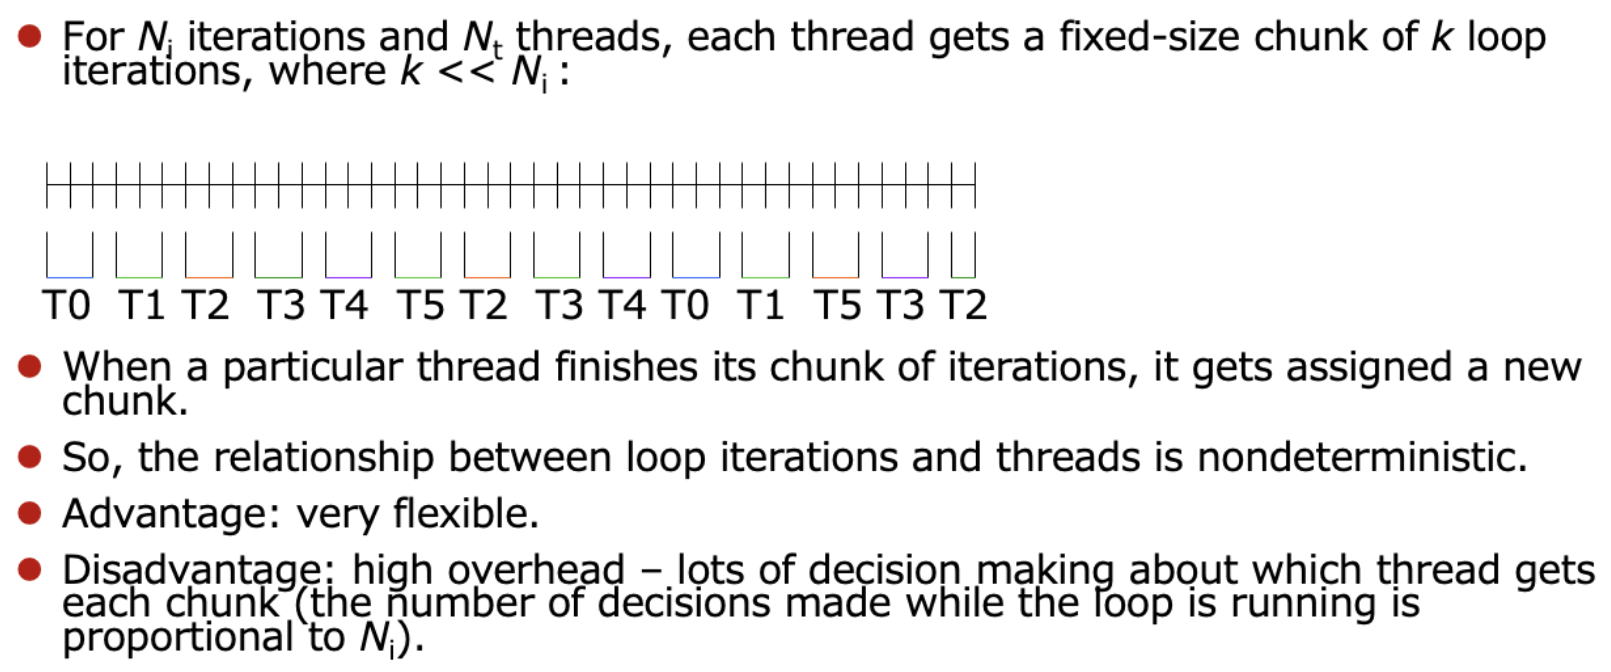 For Ni iterations and Nt threads, each thread gets a fixed-size chunk of k loop
iterations, where k << Ni :
T0 T1 T2 T3 T4 T5 T2 T3 T4 T0 T1 T5 T3 T2
When a particular thread finishes its chunk of iterations, it gets assigned a new
chunk.
So, the relationship between loop iterations and threads is nondeterministic.
Advantage: very flexible.
Disadvantage: high overhead – lots of decision making about which thread gets
each chunk (the number of decisions made while the loop is running is
proportional to Ni).